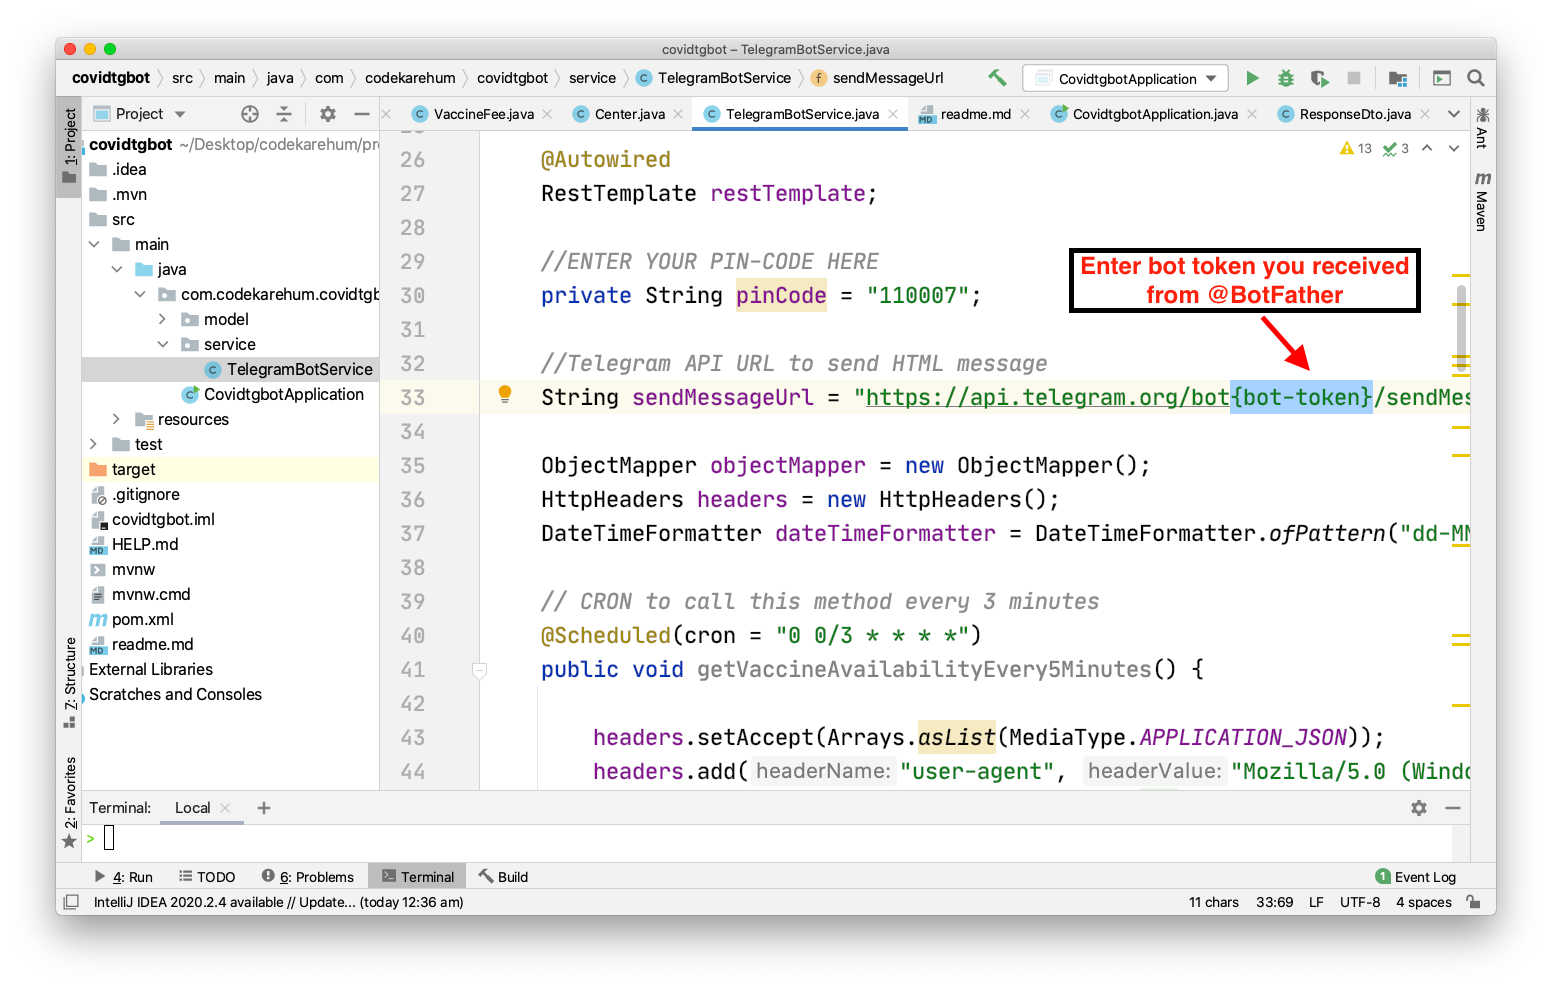 covidtgbot – TelegramBotService.java
covidtgbot src main java com codekarehum covidtgbot service TelegramBotService sendMessageUrl CovidtgbotApplication
1: Project
Project
VaccineFee.java Center.java TelegramBotService.java readme.md CovidtgbotApplication.java ResponseDto.java
Ant
Maven
covidtgbot ~/Desktop/codekarehum/pr
.idea
.mvn
src
main
java
com.codekarehum.covidtgb
model
service
TelegramBotService
CovidtgbotApplication
resources
test
target
.gitignore
covidtgbot.iml
HELP.md
mvnw
mvnw.cmd
pom.xml
readme.md
External Libraries
Scratches and Consoles
7: Structure
2: Favorites
13 3
26 @Autowired
27 RestTemplate restTemplate;
28
29 //ENTER YOUR PIN-CODE HERE
30 private String pinCode = "110007";
31
Enter bot token you received
from @BotFather
32 //Telegram API URL to send HTML message
33 String sendMessageUrl = "https://api.telegram.org/bot{bot-token}/sendMes
34
35 ObjectMapper objectMapper = new ObjectMapper();
36 HttpHeaders headers = new HttpHeaders();
37 DateTimeFormatter dateTimeFormatter = DateTimeFormatter.ofPattern("dd-MM
38
39 // CRON to call this method every 3 minutes
40 @Scheduled(cron = "0 0/3 * * * *")
41 public void getVaccineAvailabilityEvery5Minutes() {
42
43 headers.setAccept(Arrays.asList(MediaType.APPLICATION_JSON));
44 headers.add( headerName: "user-agent", headerValue: "Mozilla/5.0 (Windo
Terminal: Local +
>
4: Run TODO 6: Problems Terminal Build 1 Event Log
IntelliJ IDEA 2020.2.4 available // Update... (today 12:36 am) 11 chars 33:69 LF UTF-8 4 spaces